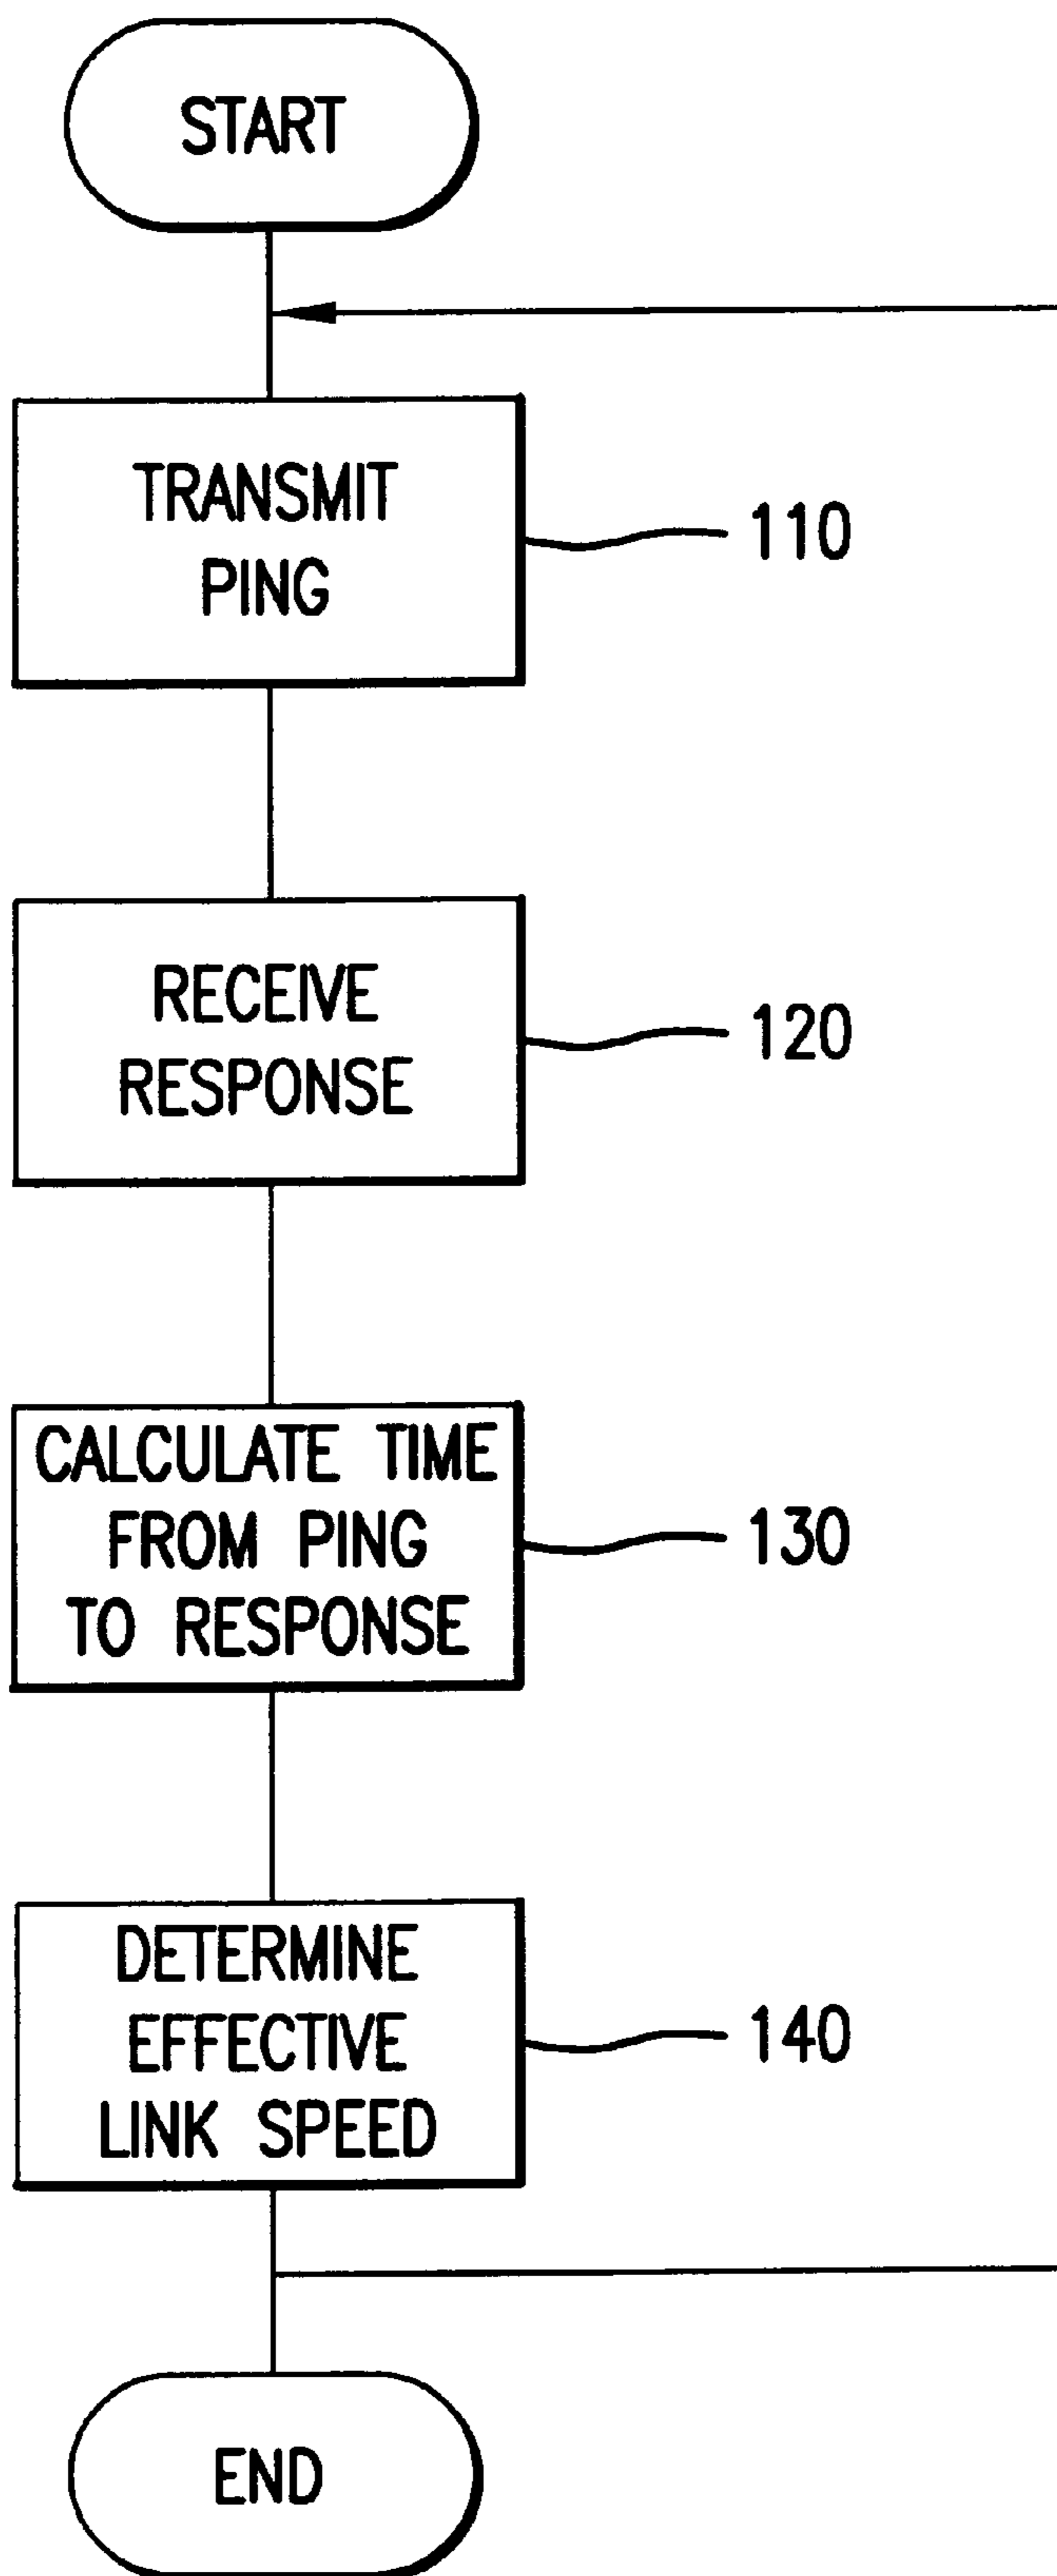 START
TRANSMIT
PING
110
RECEIVE
RESPONSE
120
CALCULATE TIME
FROM PING
TO RESPONSE
130
DETERMINE
EFFECTIVE
LINK SPEED
140
END